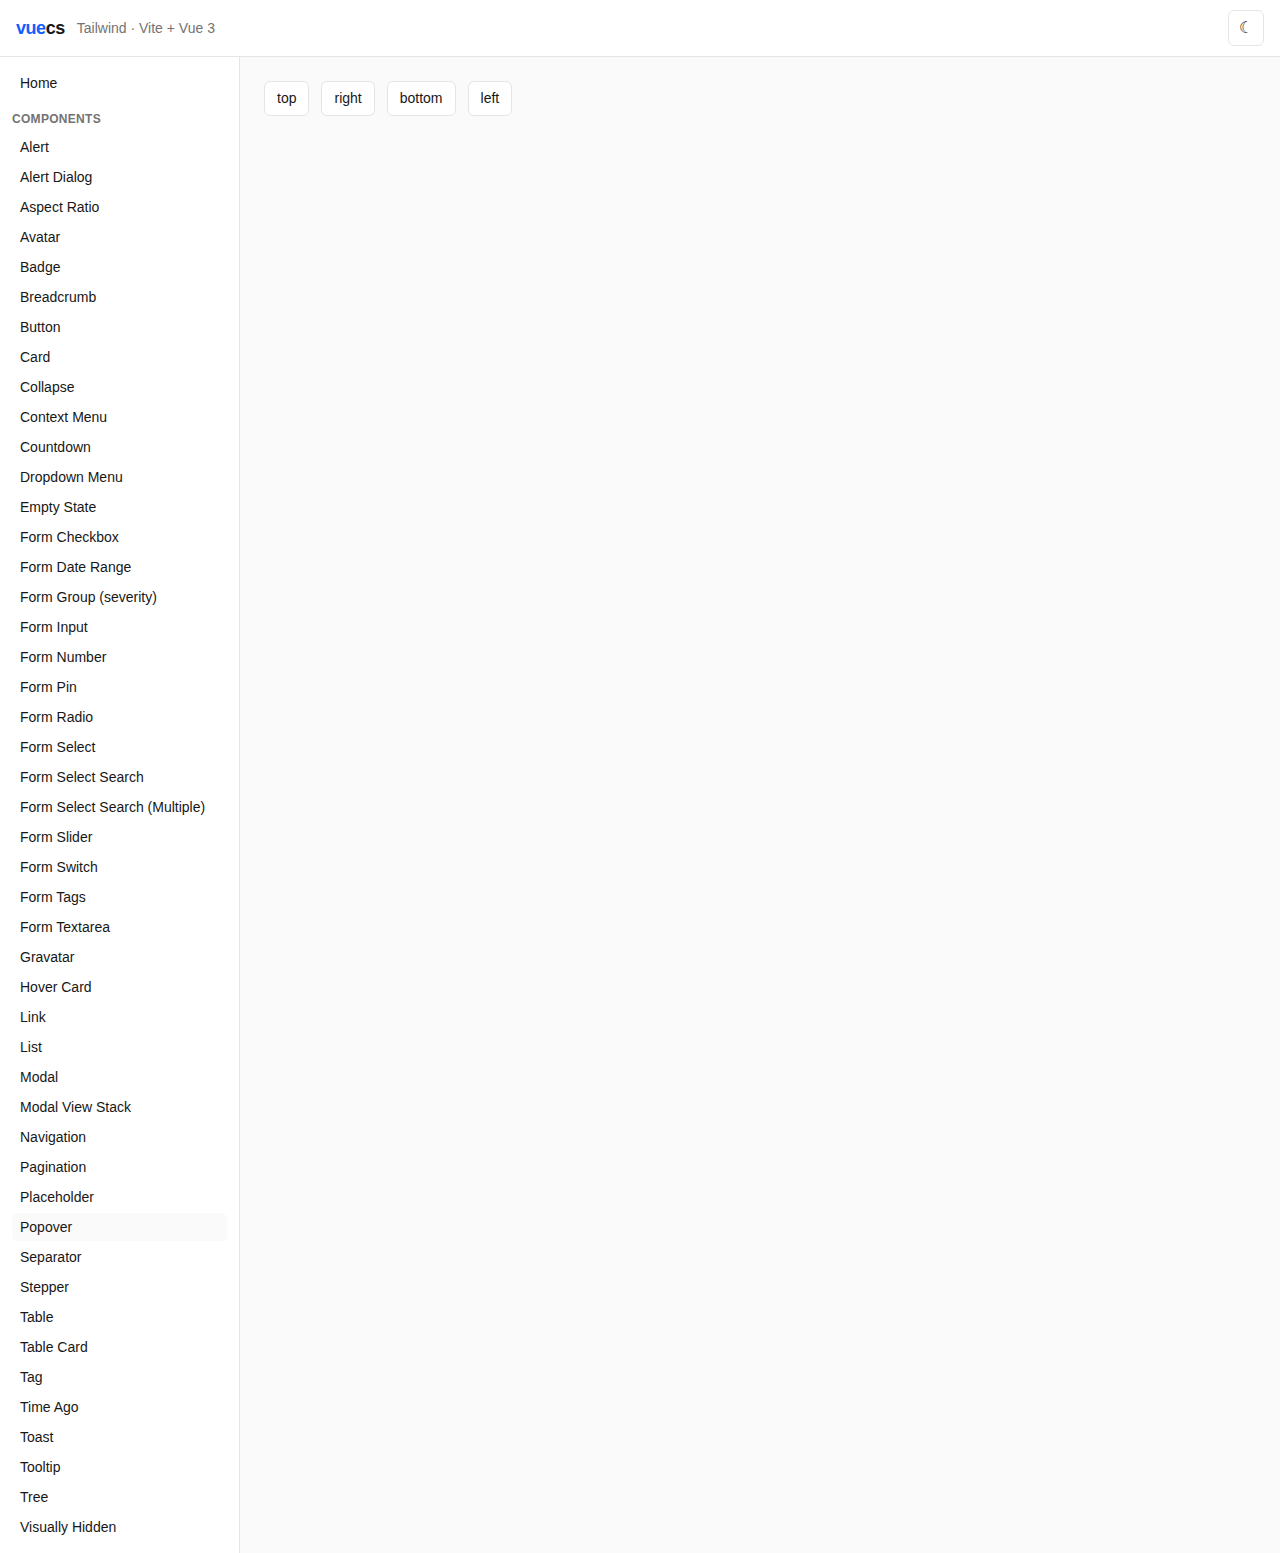 vuecs Tailwind · Vite + Vue 3
Home
COMPONENTS
Alert
Alert Dialog
Aspect Ratio
Avatar
Badge
Breadcrumb
Button
Card
Collapse
Context Menu
Countdown
Dropdown Menu
Empty State
Form Checkbox
Form Date Range
Form Group (severity)
Form Input
Form Number
Form Pin
Form Radio
Form Select
Form Select Search
Form Select Search (Multiple)
Form Slider
Form Switch
Form Tags
Form Textarea
Gravatar
Hover Card
Link
List
Modal
Modal View Stack
Navigation
Pagination
Placeholder
Popover
Separator
Stepper
Table
Table Card
Tag
Time Ago
Toast
Tooltip
Tree
Visually Hidden
top right bottom left